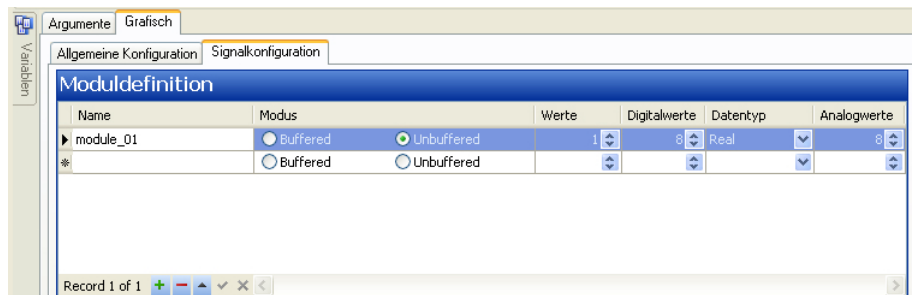 Argumente Grafisch
Variablen
Allgemeine Konfiguration Signalkonfiguration
Moduldefinition
Name Modus Werte Digitalwerte Datentyp Analogwerte
module_01 Buffered Unbuffered 1 8 Real 8
Buffered Unbuffered
Record 1 of 1